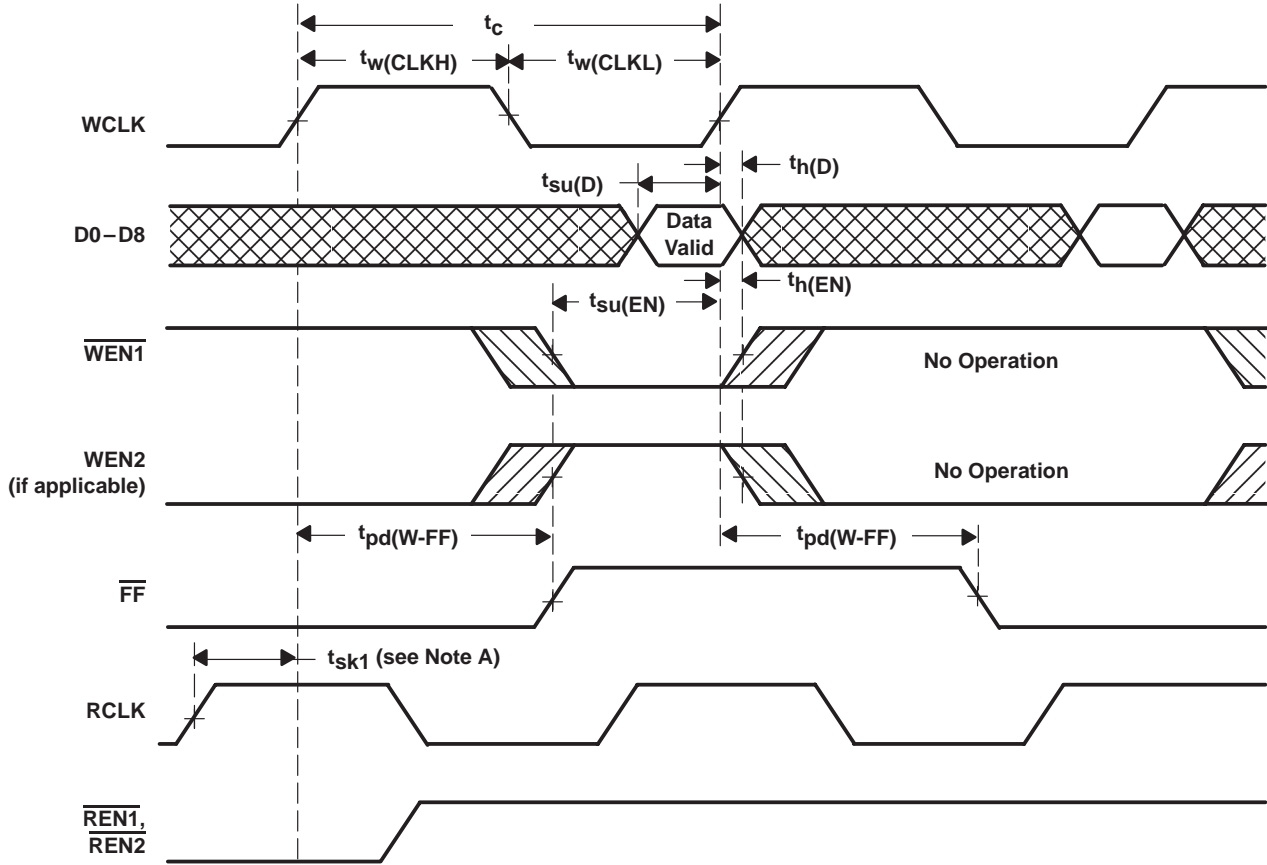 tc
tw(CLKH)
tw(CLKL)
WCLK
th(D)
tsu(D)
D0–D8
Data
Valid
th(EN)
tsu(EN)
WEN1
No Operation
WEN2
(if applicable)
No Operation
tpd(W-FF)
tpd(W-FF)
FF
tsk1 (see Note A)
RCLK
REN1,
REN2